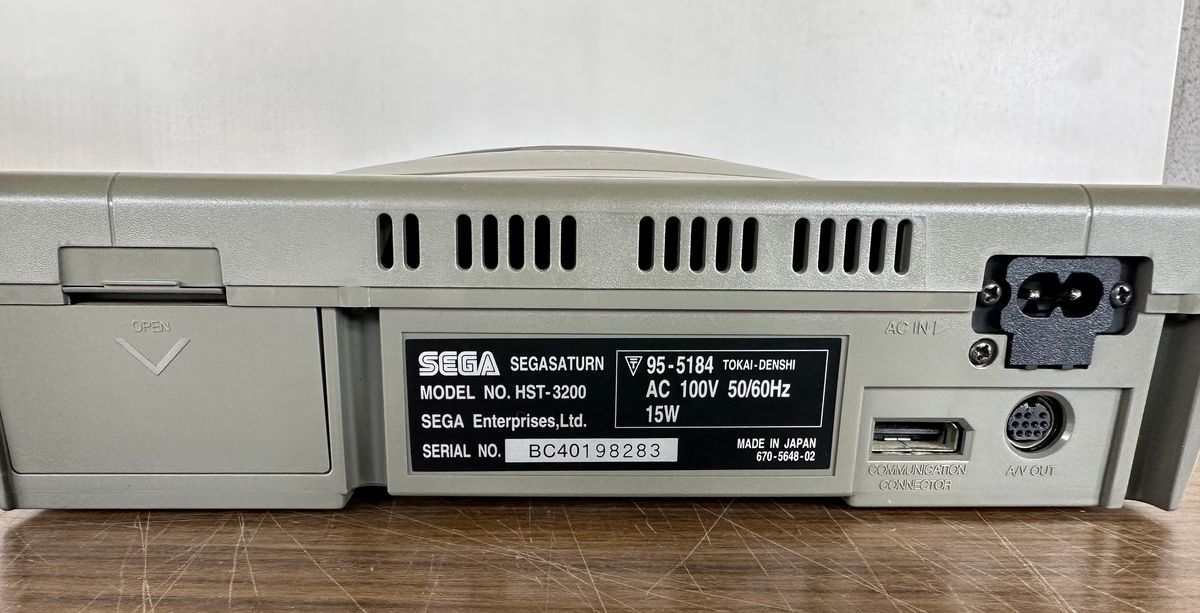 OPEN
AC IN
SEGA SEGASATURN
MODEL NO. HST-3200
SEGA Enterprises,Ltd.
SERIAL NO. BC40198283
95-5184 TOKAI-DENSHI
AC 100V 50/60Hz
15W
MADE IN JAPAN
670-5648-02
COMMUNICATION
CONNECTOR
A/V OUT